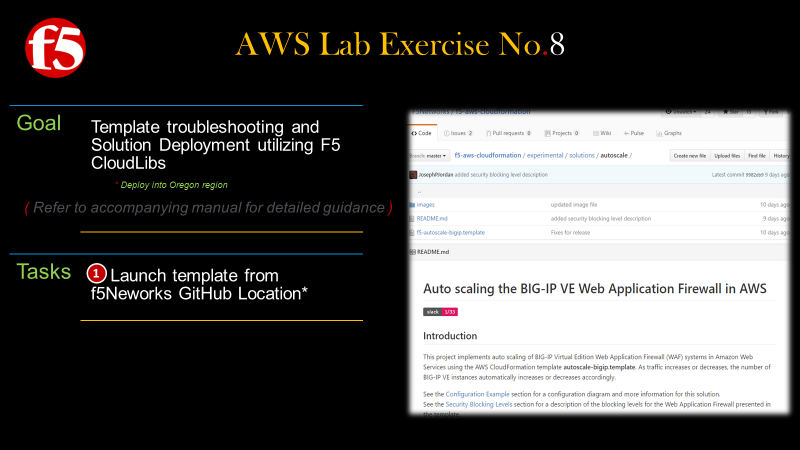 f5
AWS Lab Exercise No.8
Goal
Template troubleshooting and
Solution Deployment utilizing F5
CloudLibs
* Deploy into Oregon region
( Refer to accompanying manual for detailed guidance )
Tasks
1 Launch template from
f5Neworks GitHub Location*
Code Issues 2 Pull requests 0 Projects 0 Wiki Pulse Graphs
Branch: master f5-aws-cloudformation / experimental / solutions / autoscale / Create new file Upload files Find file History
JosephPJordan added security blocking level description Latest commit 9 days ago
..
images updated image file 10 days ago
README.md added security blocking level description 9 days ago
f5-autoscale-bigip.template Fixes for release 10 days ago
README.md
Auto scaling the BIG-IP VE Web Application Firewall in AWS
slack 1/33
Introduction
This project implements auto scaling of BIG-IP Virtual Edition Web Application Firewall (WAF) systems in Amazon Web
Services using the AWS CloudFormation template autoscale-bigip.template. As traffic increases or decreases, the number of
BIG-IP VE instances automatically increases or decreases accordingly.
See the Configuration Example section for a configuration diagram and more information for this solution.
See the Security Blocking Levels section for a description of the blocking levels for the Web Application Firewall presented in
the template.